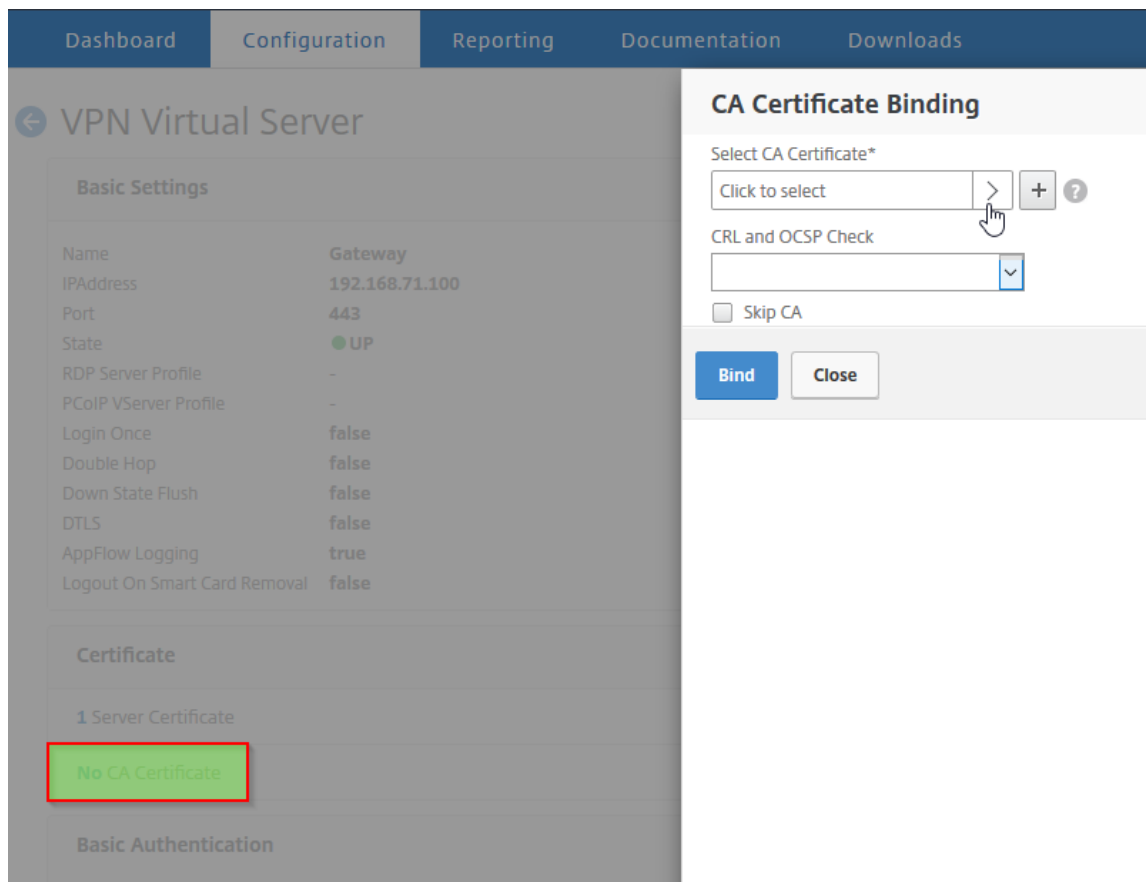 Dashboard Configuration Reporting Documentation Downloads
VPN Virtual Server
Basic Settings
Name Gateway
IPAddress 192.168.71.100
Port 443
State UP
RDP Server Profile -
PCoIP VServer Profile -
Login Once false
Double Hop false
Down State Flush false
DTLS false
AppFlow Logging true
Logout On Smart Card Removal false
Certificate
1 Server Certificate
No CA Certificate
Basic Authentication
CA Certificate Binding
Select CA Certificate*
Click to select > + ?
CRL and OCSP Check
Skip CA
Bind Close